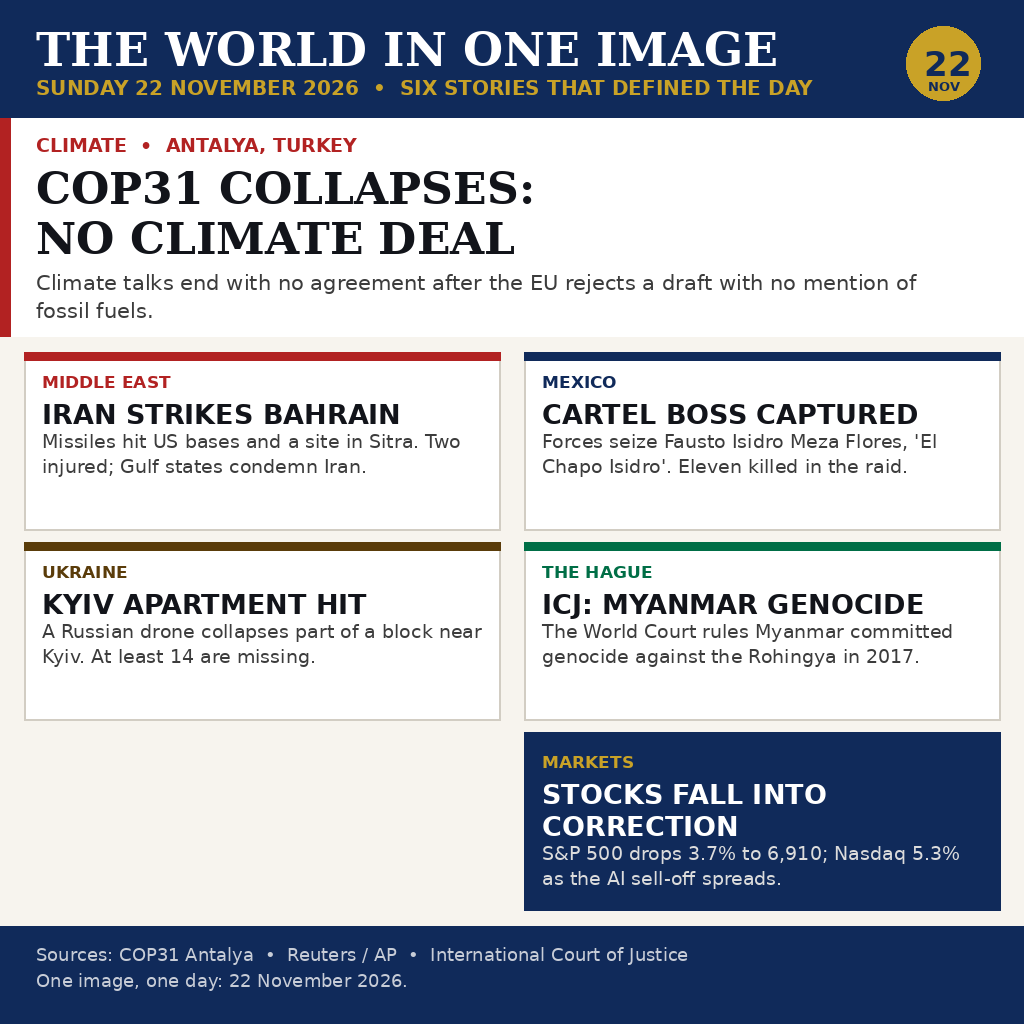 THE WORLD IN ONE IMAGE
SUNDAY 22 NOVEMBER 2026 • SIX STORIES THAT DEFINED THE DAY
22
NOV
CLIMATE • ANTALYA, TURKEY
COP31 COLLAPSES:
NO CLIMATE DEAL
Climate talks end with no agreement after the EU rejects a draft with no mention of
fossil fuels.
MIDDLE EAST
IRAN STRIKES BAHRAIN
Missiles hit US bases and a site in Sitra. Two
injured; Gulf states condemn Iran.
MEXICO
CARTEL BOSS CAPTURED
Forces seize Fausto Isidro Meza Flores, 'El
Chapo Isidro'. Eleven killed in the raid.
UKRAINE
KYIV APARTMENT HIT
A Russian drone collapses part of a block near
Kyiv. At least 14 are missing.
THE HAGUE
ICJ: MYANMAR GENOCIDE
The World Court rules Myanmar committed
genocide against the Rohingya in 2017.
MARKETS
STOCKS FALL INTO
CORRECTION
S&P 500 drops 3.7% to 6,910; Nasdaq 5.3%
as the AI sell-off spreads.
Sources: COP31 Antalya • Reuters / AP • International Court of Justice
One image, one day: 22 November 2026.